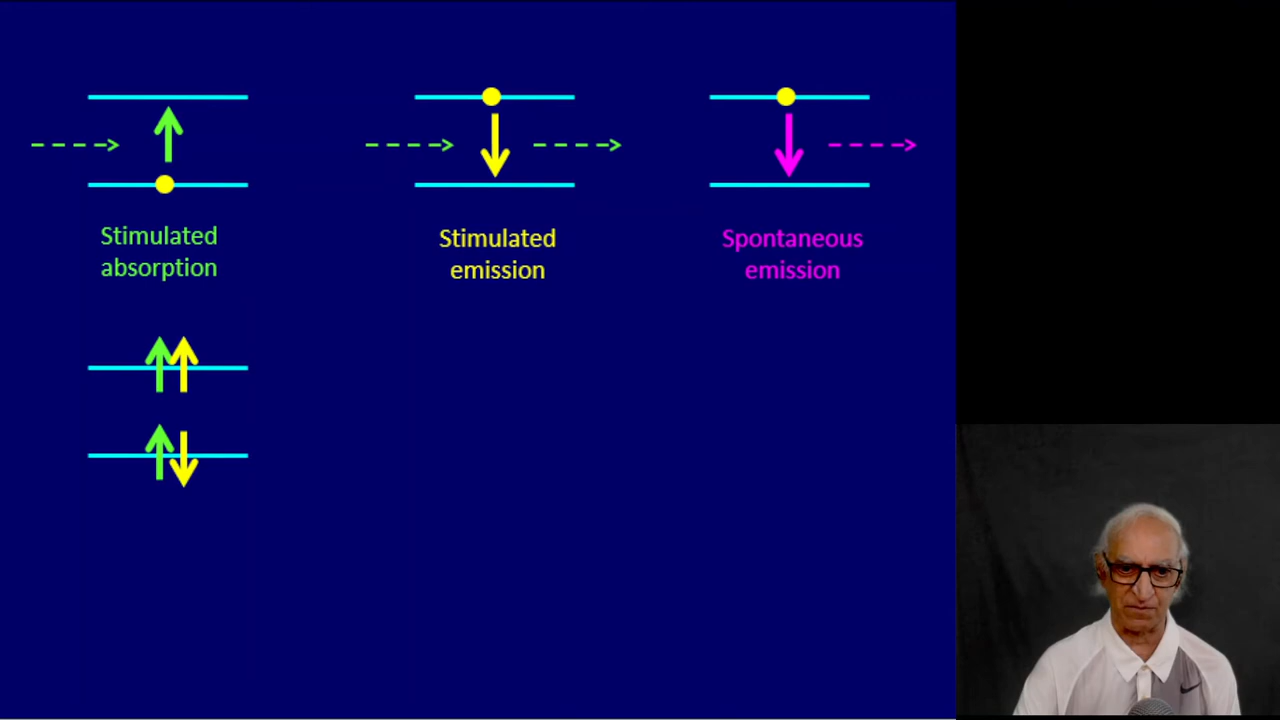 Stimulated
absorption
Stimulated
emission
Spontaneous
emission